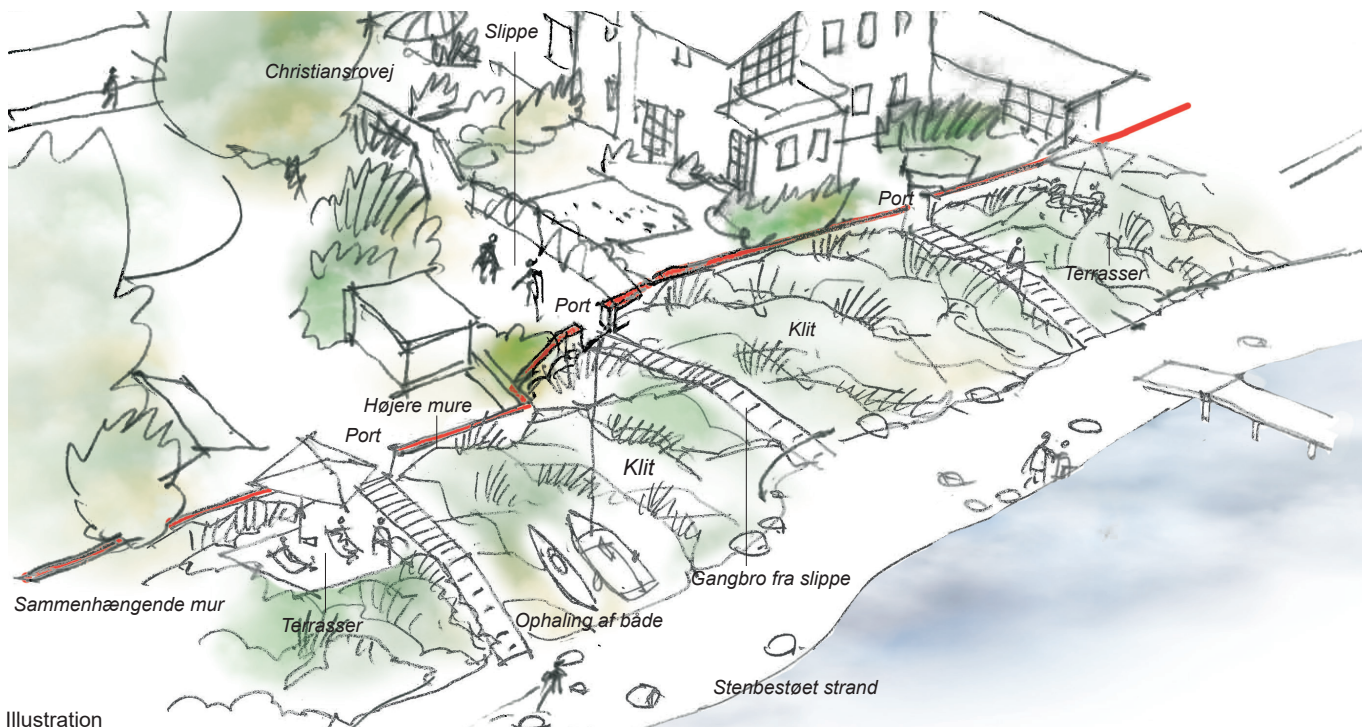 Slippe
Christiansrovej
Port
Terrasser
Port
Klit
Højere mure
Port
Klit
Gangbro fra slippe
Sammenhængende mur
Terrasser
Ophaling af både
Stenbestøet strand
Illustration